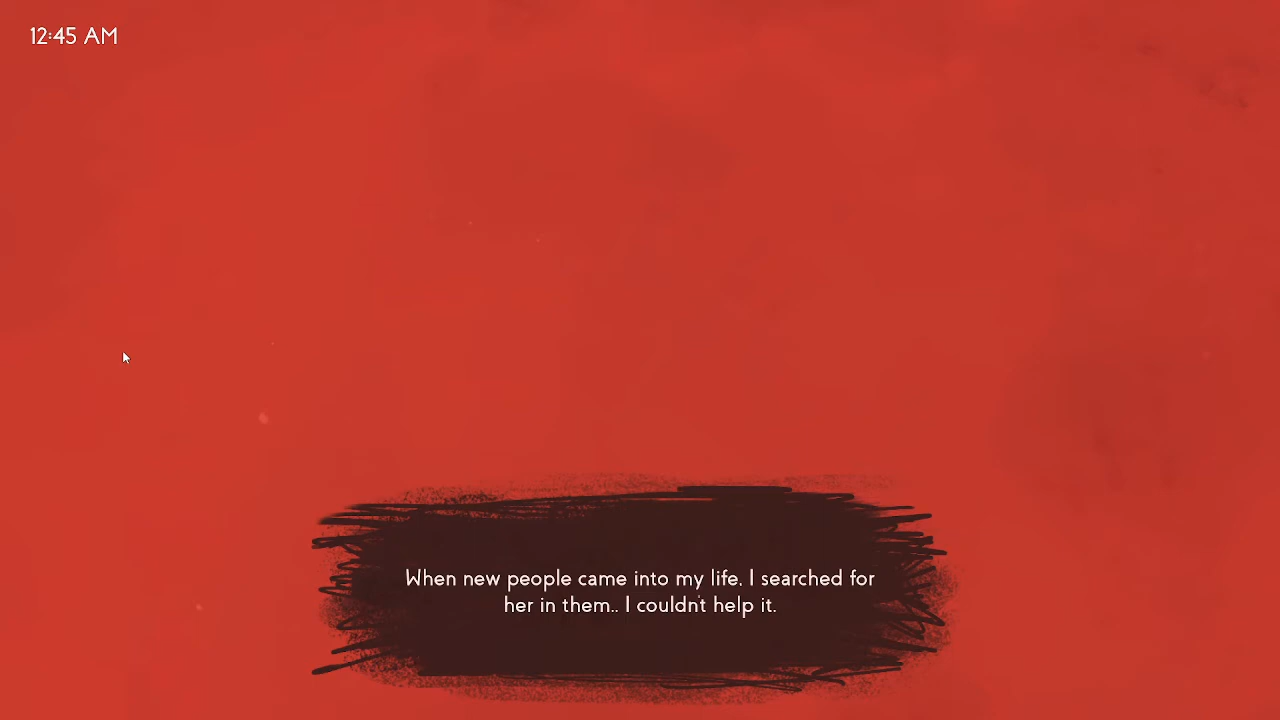 12:45 AM
When new people came into my life, I searched for
her in them.. I couldn't help it.